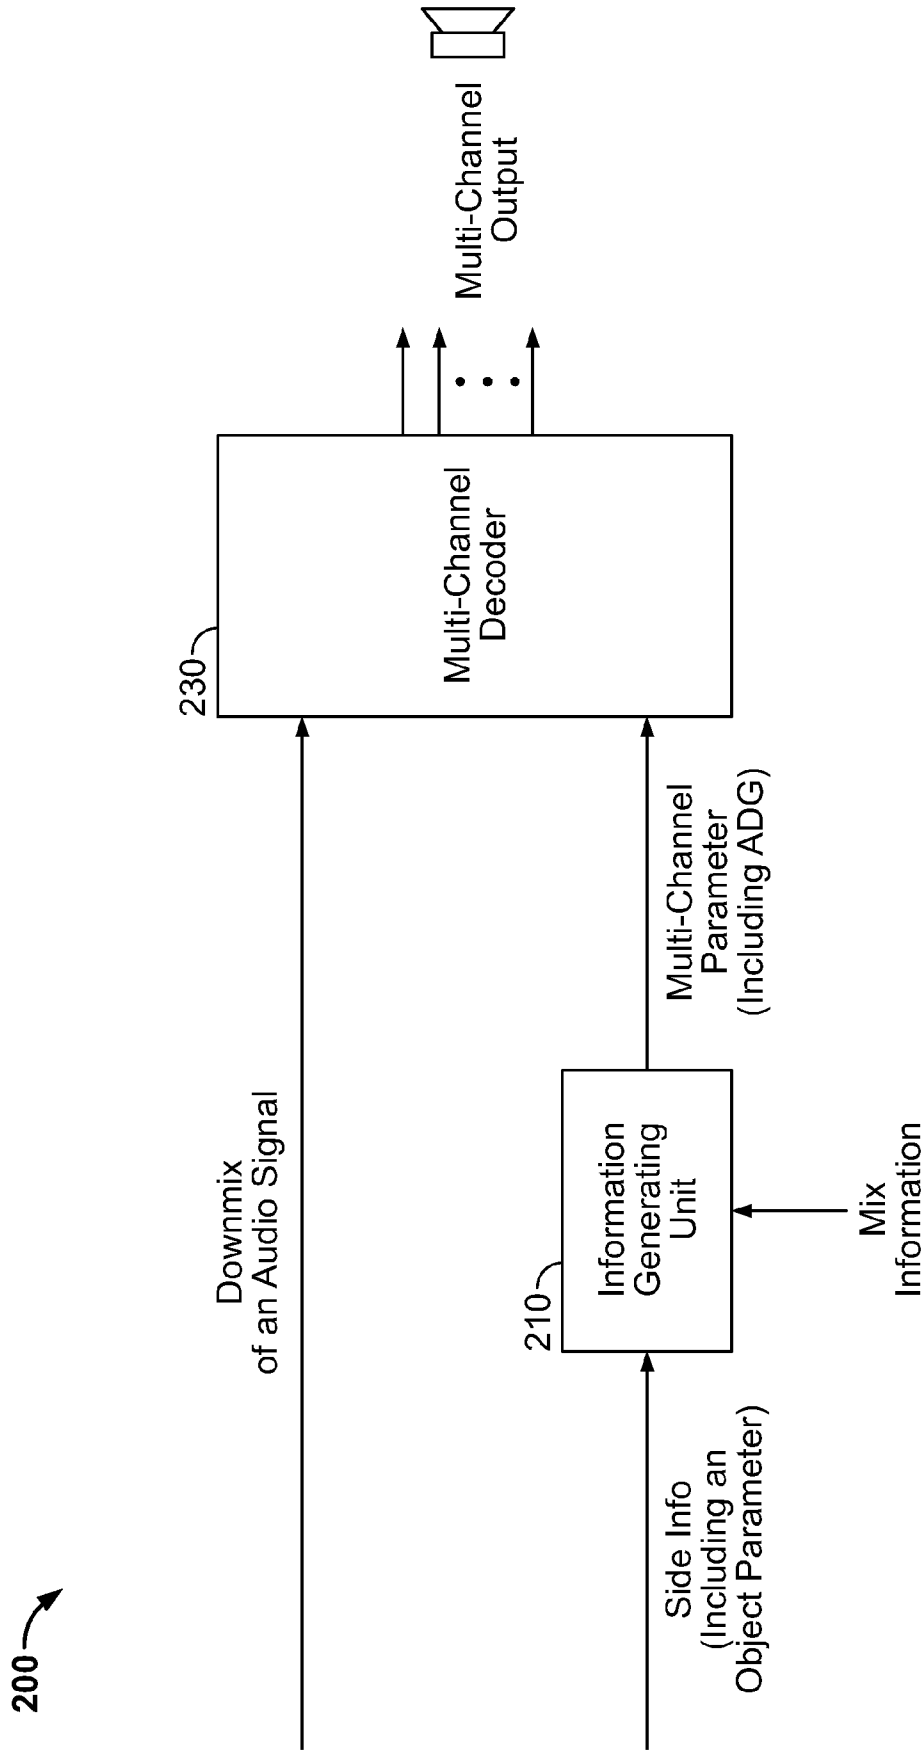 200
Downmix
of an Audio Signal
230
Multi-Channel
Decoder
Multi-Channel
Output
Side Info
(Including an
Object Parameter)
210
Information
Generating
Unit
Mix
Information
Multi-Channel
Parameter
(Including ADG)